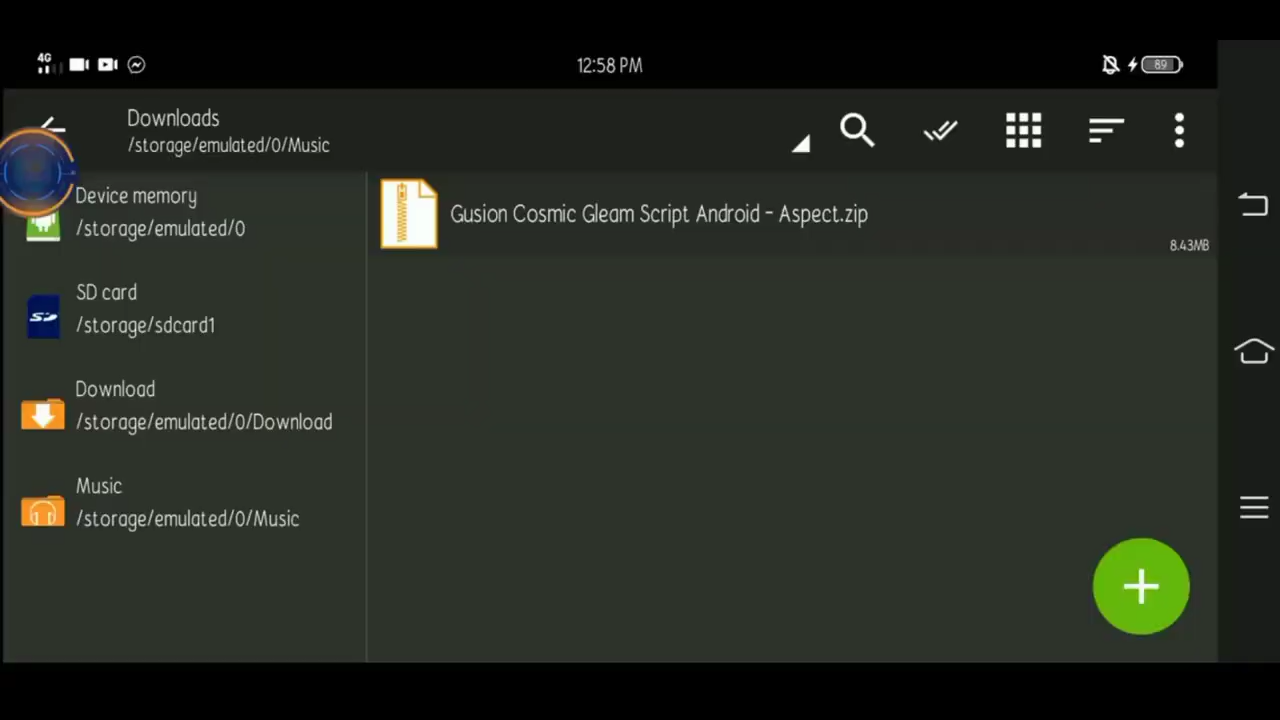 4G
12:58 PM
89
Downloads
/storage/emulated/0/Music
Device memory
/storage/emulated/0
SD card
/storage/sdcard1
Download
/storage/emulated/0/Download
Music
/storage/emulated/0/Music
Gusion Cosmic Gleam Script Android - Aspect.zip
8.43MB